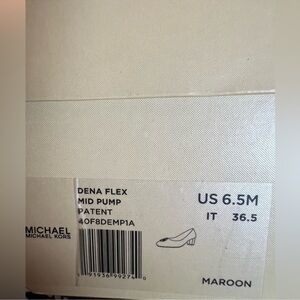 DENA FLEX
MID PUMP
PATENT
40F8DEMP1A
US 6.5M
IT 36.5
MICHAEL
MICHAEL KORS
MAROON